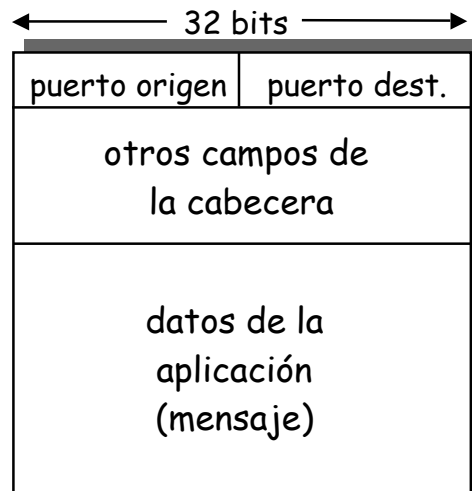 32 bits
puerto origen
puerto dest.
otros campos de
la cabecera
datos de la
aplicación
(mensaje)